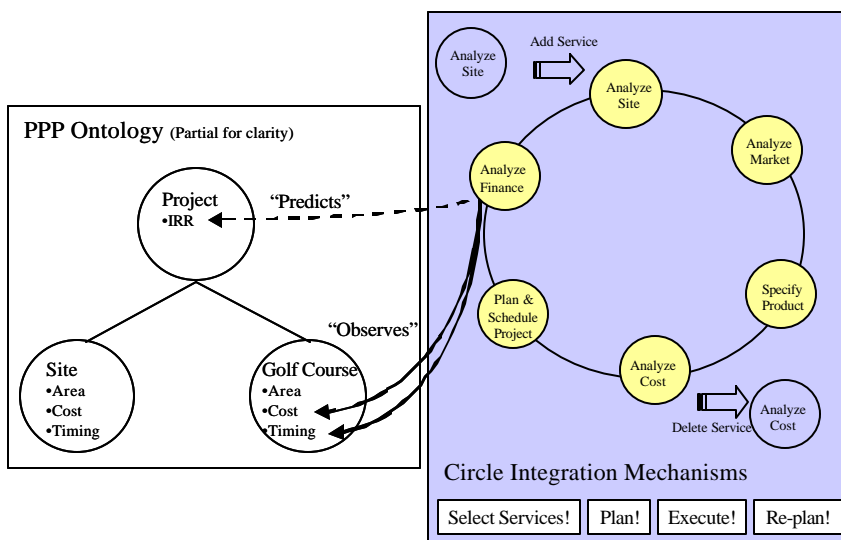 PPP Ontology (Partial for clarity)
Project
•IRR
"Predicts"
"Observes"
Site
•Area
•Cost
•Timing
Golf Course
•Area
•Cost
•Timing
Analyze
Site
Add Service
Analyze
Site
Analyze
Market
Analyze
Finance
Specify
Product
Plan &
Schedule
Project
Analyze
Cost
Delete Service
Analyze
Cost
Circle Integration Mechanisms
Select Services!
Plan!
Execute!
Re-plan!